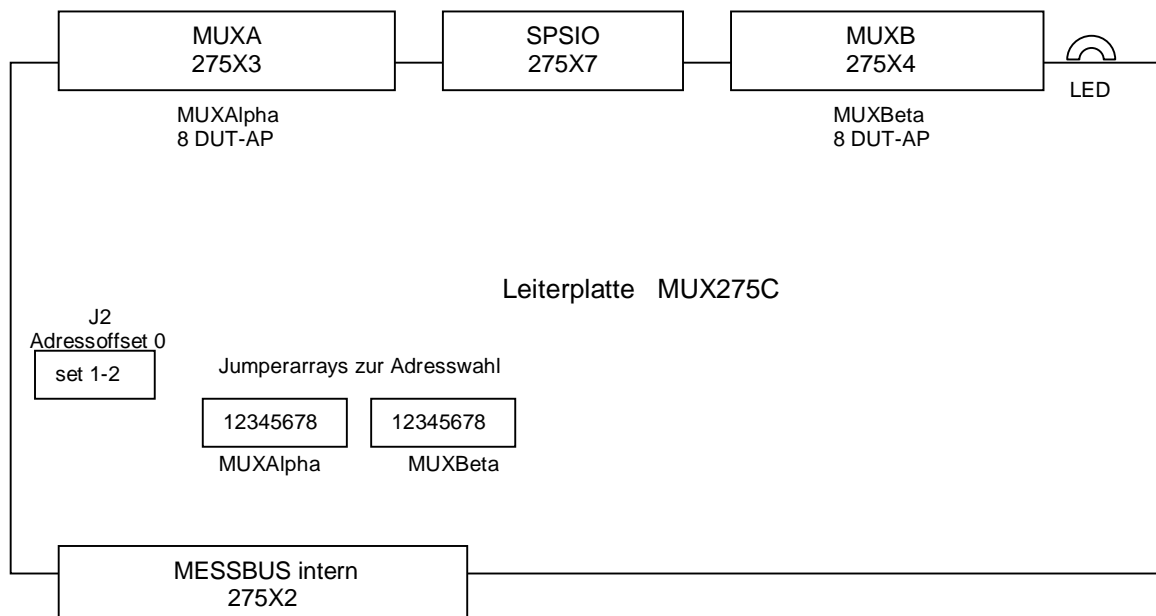 MUXA
275X3
SPSIO
275X7
MUXB
275X4
LED
MUXAlpha
8 DUT-AP
MUXBeta
8 DUT-AP
Leiterplatte MUX275C
J2
Adressoffset 0
set 1-2
Jumperarrays zur Adresswahl
12345678
12345678
MUXAlpha
MUXBeta
MESSBUS intern
275X2